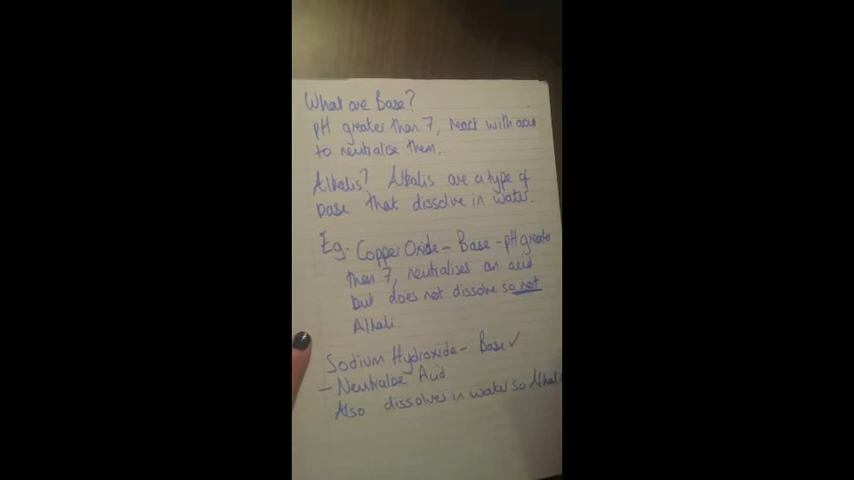 What are Base?
pH greater than 7, react with acid
to neutralise them.
Alkalis? Alkalis are a type of
base that dissolve in water.
Eg. Copper Oxide - Base - pH greater
than 7, neutralises an acid
but does not dissolve so not
Alkali.
Sodium Hydroxide - Base ✓
- Neutralise Acid
Also dissolves in water so Alkali